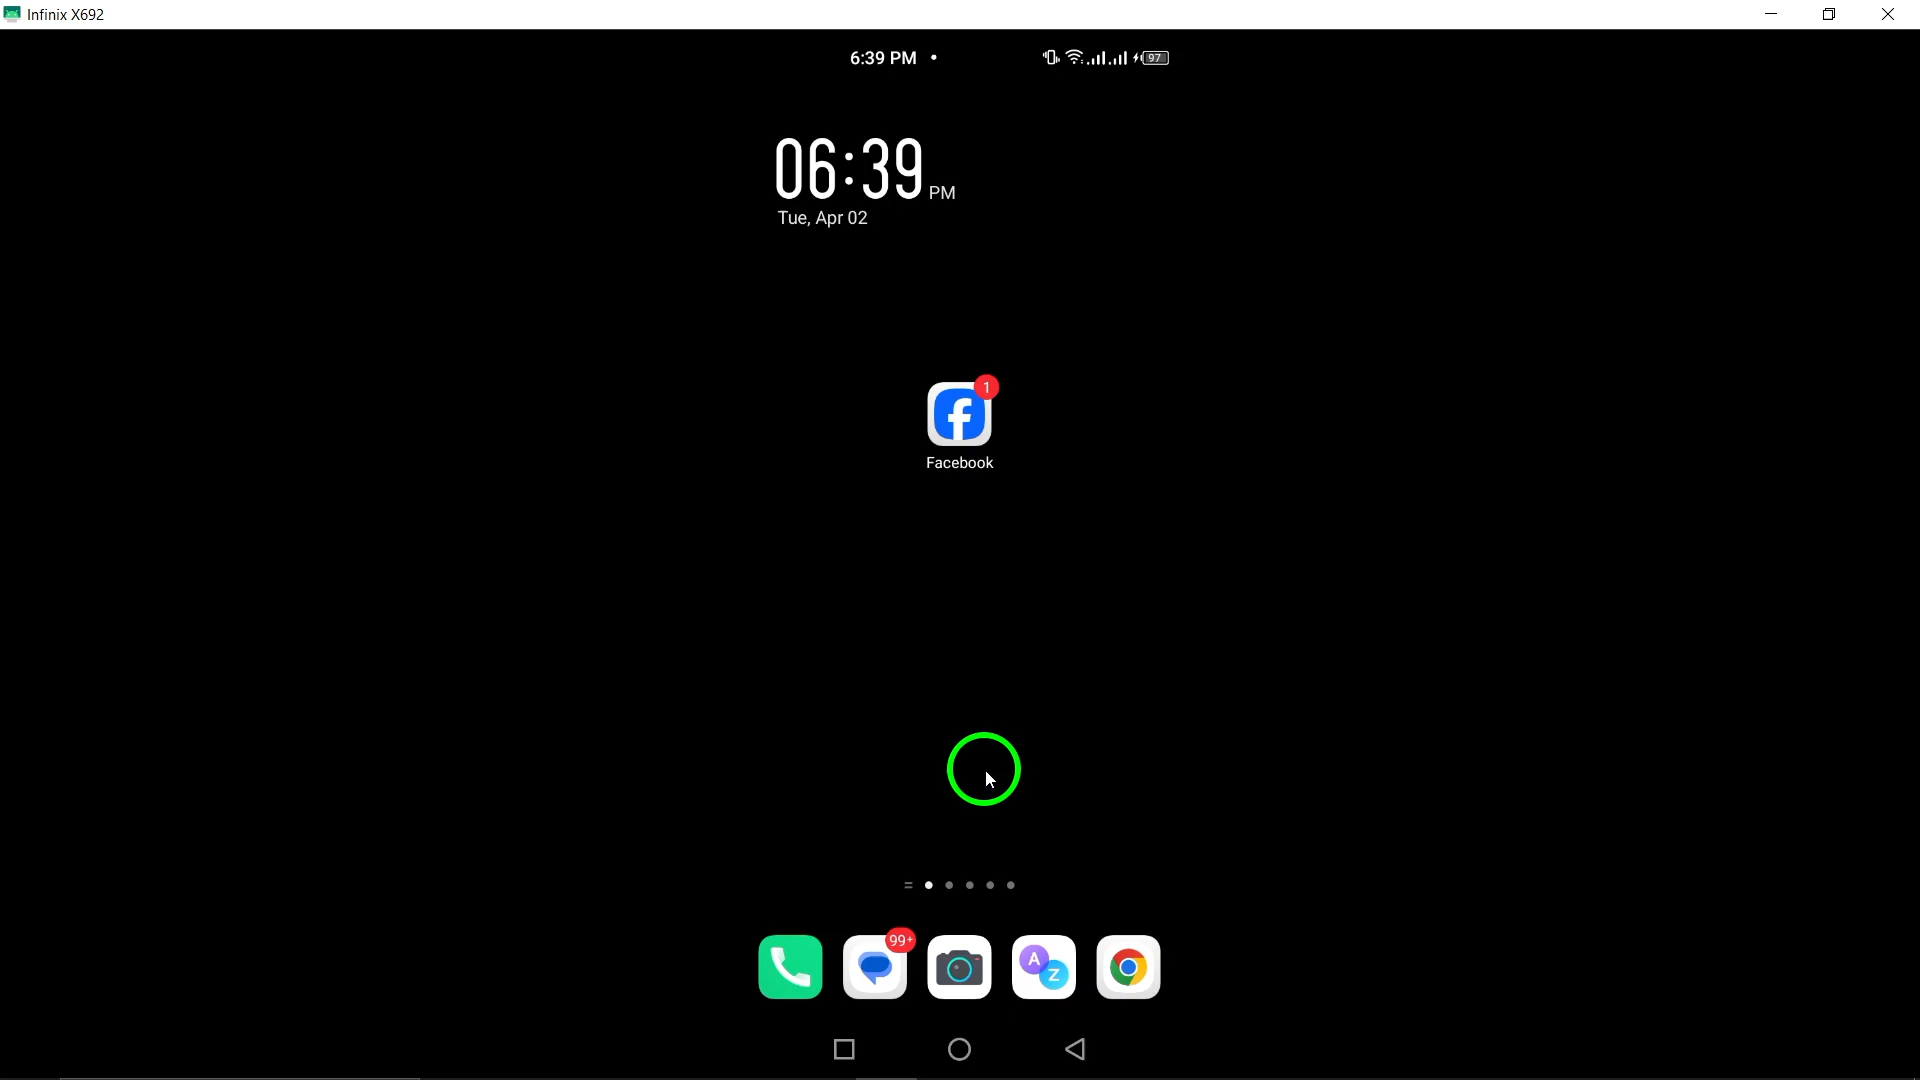 Infinix X692
6:39 PM
97
06:39 PM
Tue, Apr 02
1
Facebook
99+
A
Z